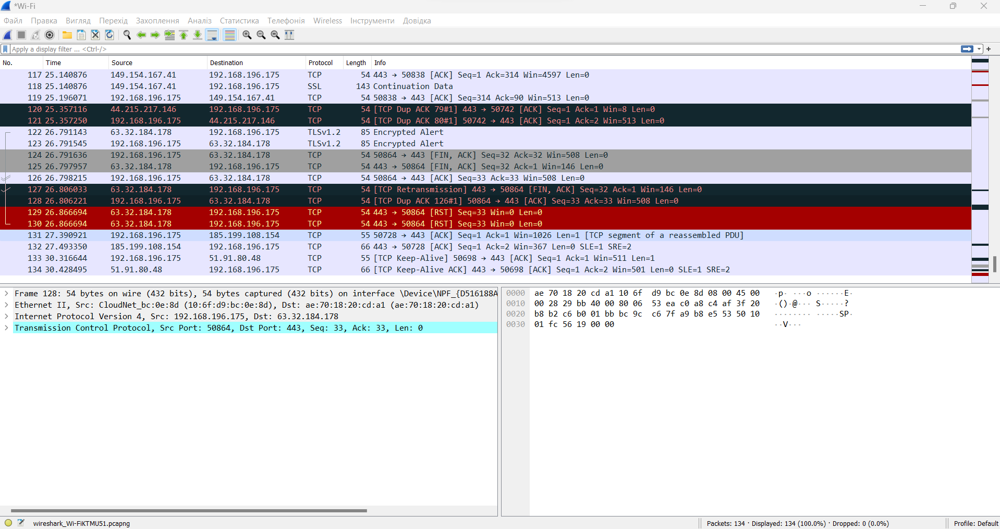 *Wi-Fi
Файл Правка Вигляд Перехід Захоплення Аналіз Статистика Телефонія Wireless Інструменти Довідка
Apply a display filter ... <Ctrl-/>
No. Time Source Destination Protocol Length Info
117 25.140876 149.154.167.41 192.168.196.175 TCP 54 443 → 50838 [ACK] Seq=1 Ack=314 Win=4597 Len=0
118 25.140876 149.154.167.41 192.168.196.175 SSL 143 Continuation Data
119 25.196071 192.168.196.175 149.154.167.41 TCP 54 50838 → 443 [ACK] Seq=314 Ack=90 Win=513 Len=0
120 25.357116 44.215.217.146 192.168.196.175 TCP 54 [TCP Dup ACK 79#1] 443 → 50742 [ACK] Seq=1 Ack=1 Win=8 Len=0
121 25.357250 192.168.196.175 44.215.217.146 TCP 54 [TCP Dup ACK 80#1] 50742 → 443 [ACK] Seq=1 Ack=2 Win=513 Len=0
122 26.791143 63.32.184.178 192.168.196.175 TLSv1.2 85 Encrypted Alert
123 26.791545 192.168.196.175 63.32.184.178 TLSv1.2 85 Encrypted Alert
124 26.791636 192.168.196.175 63.32.184.178 TCP 54 50864 → 443 [FIN, ACK] Seq=32 Ack=32 Win=508 Len=0
125 26.797957 63.32.184.178 192.168.196.175 TCP 54 443 → 50864 [FIN, ACK] Seq=32 Ack=1 Win=146 Len=0
126 26.798215 192.168.196.175 63.32.184.178 TCP 54 50864 → 443 [ACK] Seq=33 Ack=33 Win=508 Len=0
127 26.806033 63.32.184.178 192.168.196.175 TCP 54 [TCP Retransmission] 443 → 50864 [FIN, ACK] Seq=32 Ack=1 Win=146 Len=0
128 26.806221 192.168.196.175 63.32.184.178 TCP 54 [TCP Dup ACK 126#1] 50864 → 443 [ACK] Seq=33 Ack=33 Win=508 Len=0
129 26.866694 63.32.184.178 192.168.196.175 TCP 54 443 → 50864 [RST] Seq=33 Win=0 Len=0
130 26.866694 63.32.184.178 192.168.196.175 TCP 54 443 → 50864 [RST] Seq=33 Win=0 Len=0
131 27.390921 192.168.196.175 185.199.108.154 TCP 55 50728 → 443 [ACK] Seq=1 Ack=1 Win=1026 Len=1 [TCP segment of a reassembled PDU]
132 27.493350 185.199.108.154 192.168.196.175 TCP 66 443 → 50728 [ACK] Seq=1 Ack=2 Win=367 Len=0 SLE=1 SRE=2
133 30.316644 192.168.196.175 51.91.80.48 TCP 55 [TCP Keep-Alive] 50698 → 443 [ACK] Seq=1 Ack=1 Win=511 Len=1
134 30.428495 51.91.80.48 192.168.196.175 TCP 66 [TCP Keep-Alive ACK] 443 → 50698 [ACK] Seq=1 Ack=2 Win=501 Len=0 SLE=1 SRE=2
Frame 128: 54 bytes on wire (432 bits), 54 bytes captured (432 bits) on interface \Device\NPF_{D516188A
Ethernet II, Src: CloudNet_bc:0e:8d (10:6f:d9:bc:0e:8d), Dst: ae:70:18:20:cd:a1 (ae:70:18:20:cd:a1)
Internet Protocol Version 4, Src: 192.168.196.175, Dst: 63.32.184.178
Transmission Control Protocol, Src Port: 50864, Dst Port: 443, Seq: 33, Ack: 33, Len: 0
0000 ae 70 18 20 cd a1 10 6f d9 bc 0e 8d 08 00 45 00 ·p· ···o ······E·
0010 00 28 29 bb 40 00 80 06 53 ea c0 a8 c4 af 3f 20 ·()·@··· S·····?
0020 b8 b2 c6 b0 01 bb bc 9c c6 7f a9 b8 e5 53 50 10 ········ ·····SP·
0030 01 fc 56 19 00 00 ··V···
wireshark_Wi-FiKTMU51.pcapng
Packets: 134 · Displayed: 134 (100.0%) · Dropped: 0 (0.0%)
Profile: Default